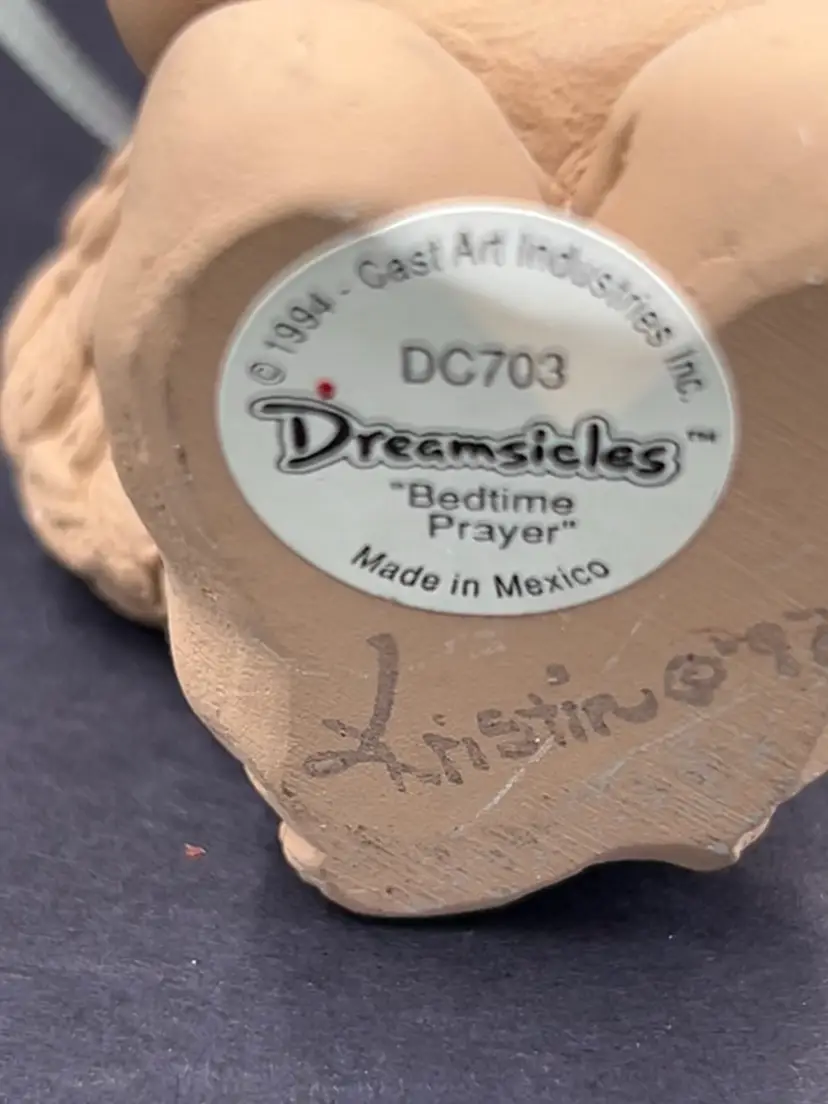 © 1994 - Cast Art Industries Inc.
DC703
Dreamsicles™
"Bedtime
Prayer"
Made in Mexico
Kristin ©